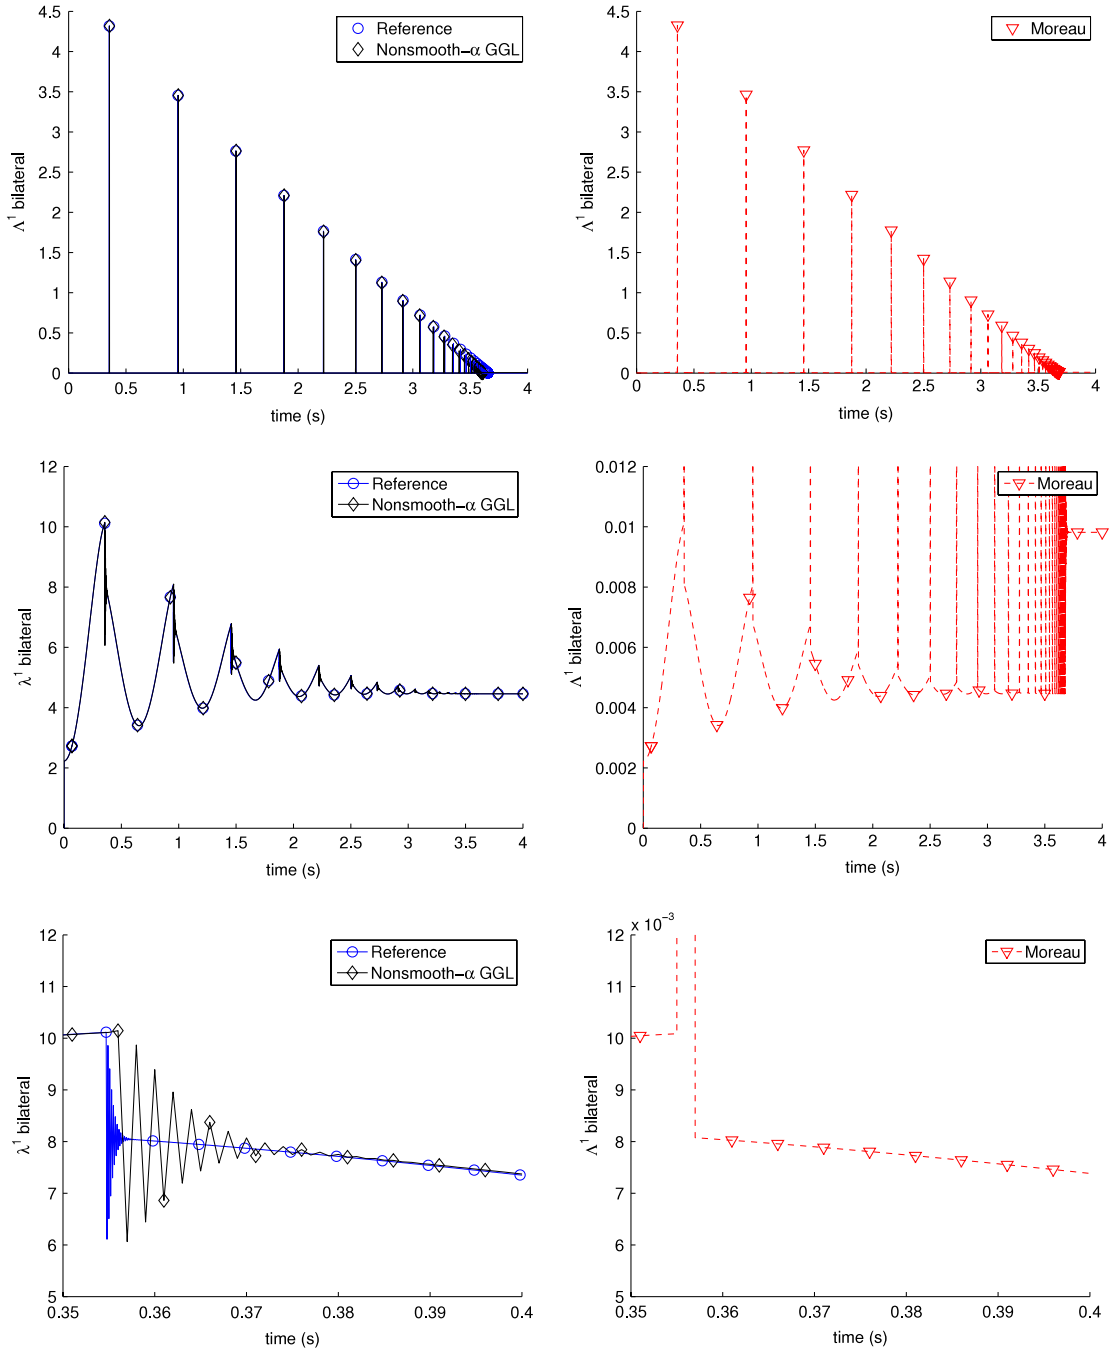 4.5
4
3.5
3
2.5
2
1.5
1
0.5
0
Λ¹ bilateral
0 0.5 1 1.5 2 2.5 3 3.5 4
time (s)
Reference
Nonsmooth−α GGL
4.5
4
3.5
3
2.5
2
1.5
1
0.5
0
Λ¹ bilateral
0 0.5 1 1.5 2 2.5 3 3.5 4
time (s)
Moreau
12
10
8
6
4
2
0
λ¹ bilateral
0 0.5 1 1.5 2 2.5 3 3.5 4
time (s)
Reference
Nonsmooth−α GGL
0.012
0.01
0.008
0.006
0.004
0.002
0
Λ¹ bilateral
0 0.5 1 1.5 2 2.5 3 3.5 4
time (s)
Moreau
12
11
10
9
8
7
6
5
λ¹ bilateral
0.35 0.36 0.37 0.38 0.39 0.4
time (s)
Reference
Nonsmooth−α GGL
x 10⁻³
12
11
10
9
8
7
6
5
Λ¹ bilateral
0.35 0.36 0.37 0.38 0.39 0.4
time (s)
Moreau